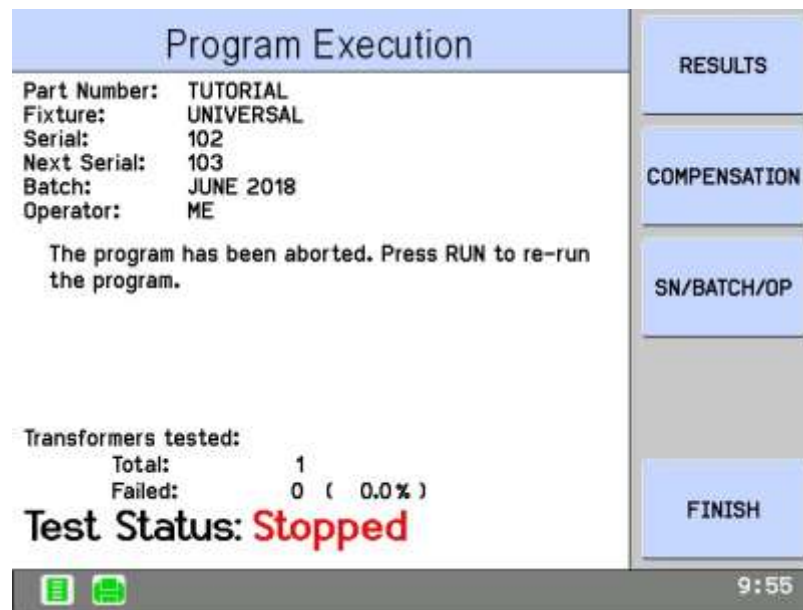 Program Execution
Part Number: TUTORIAL
Fixture: UNIVERSAL
Serial: 102
Next Serial: 103
Batch: JUNE 2018
Operator: ME
The program has been aborted. Press RUN to re-run
the program.
Transformers tested:
Total: 1
Failed: 0 ( 0.0% )
Test Status: Stopped
RESULTS
COMPENSATION
SN/BATCH/OP
FINISH
9:55